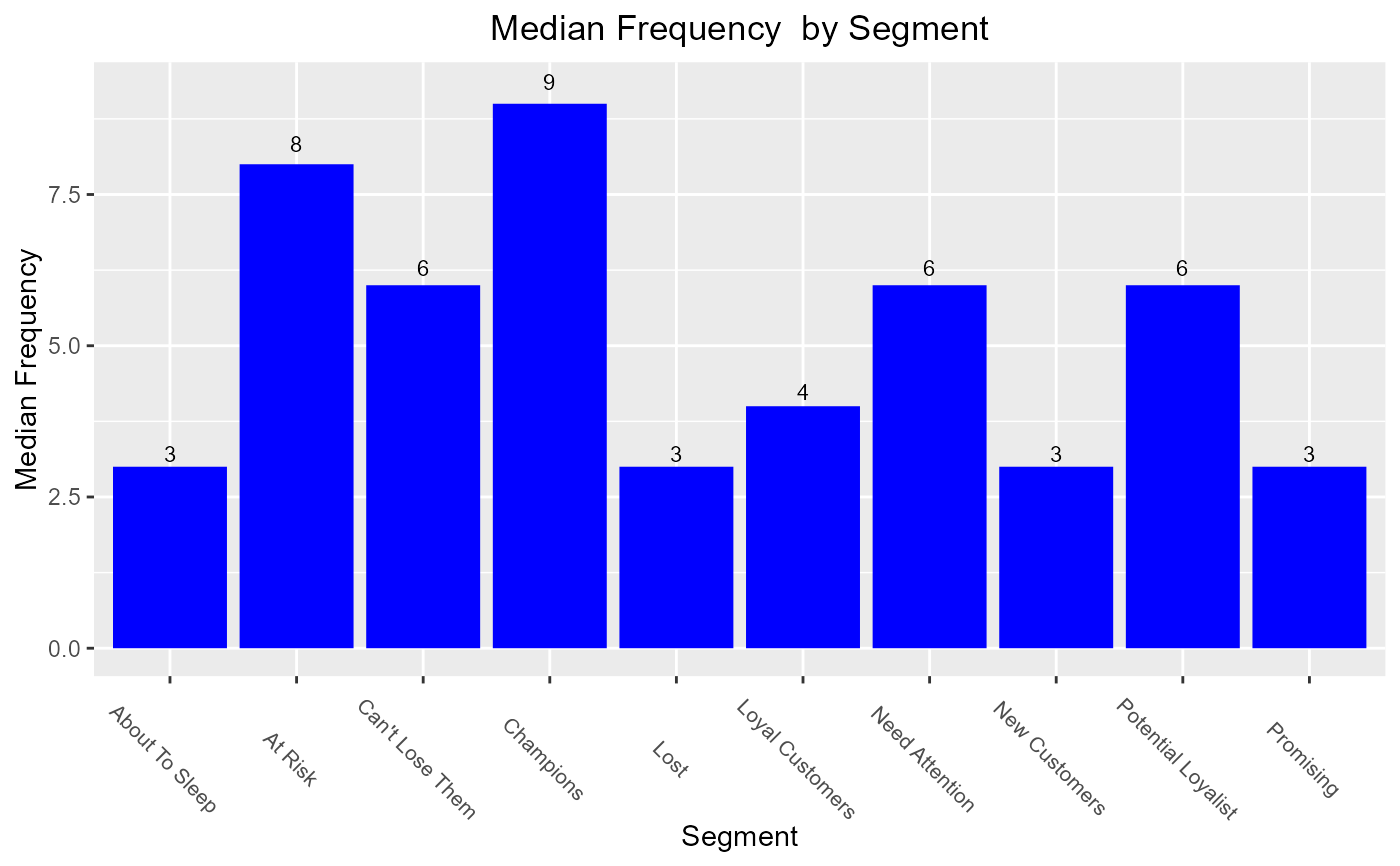 Median Frequency  by Segment
Median Frequency
7.5
5.0
2.5
0.0
3
8
6
9
3
4
6
3
6
3
About To Sleep
At Risk
Can't Lose Them
Champions
Lost
Loyal Customers
Need Attention
New Customers
Potential Loyalist
Promising
Segment